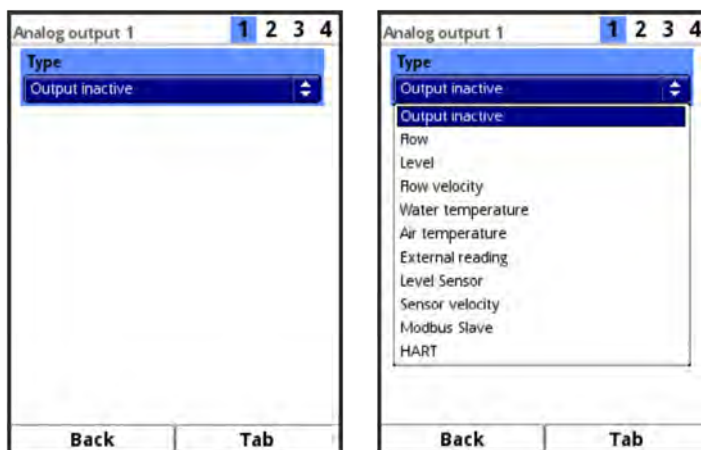 Analog output 1 1 2 3 4
Type
Output inactive
Back Tab
Analog output 1 1 2 3 4
Type
Output inactive
Output inactive
Flow
Level
Flow velocity
Water temperature
Air temperature
External reading
Level Sensor
Sensor velocity
Modbus Slave
HART
Back Tab